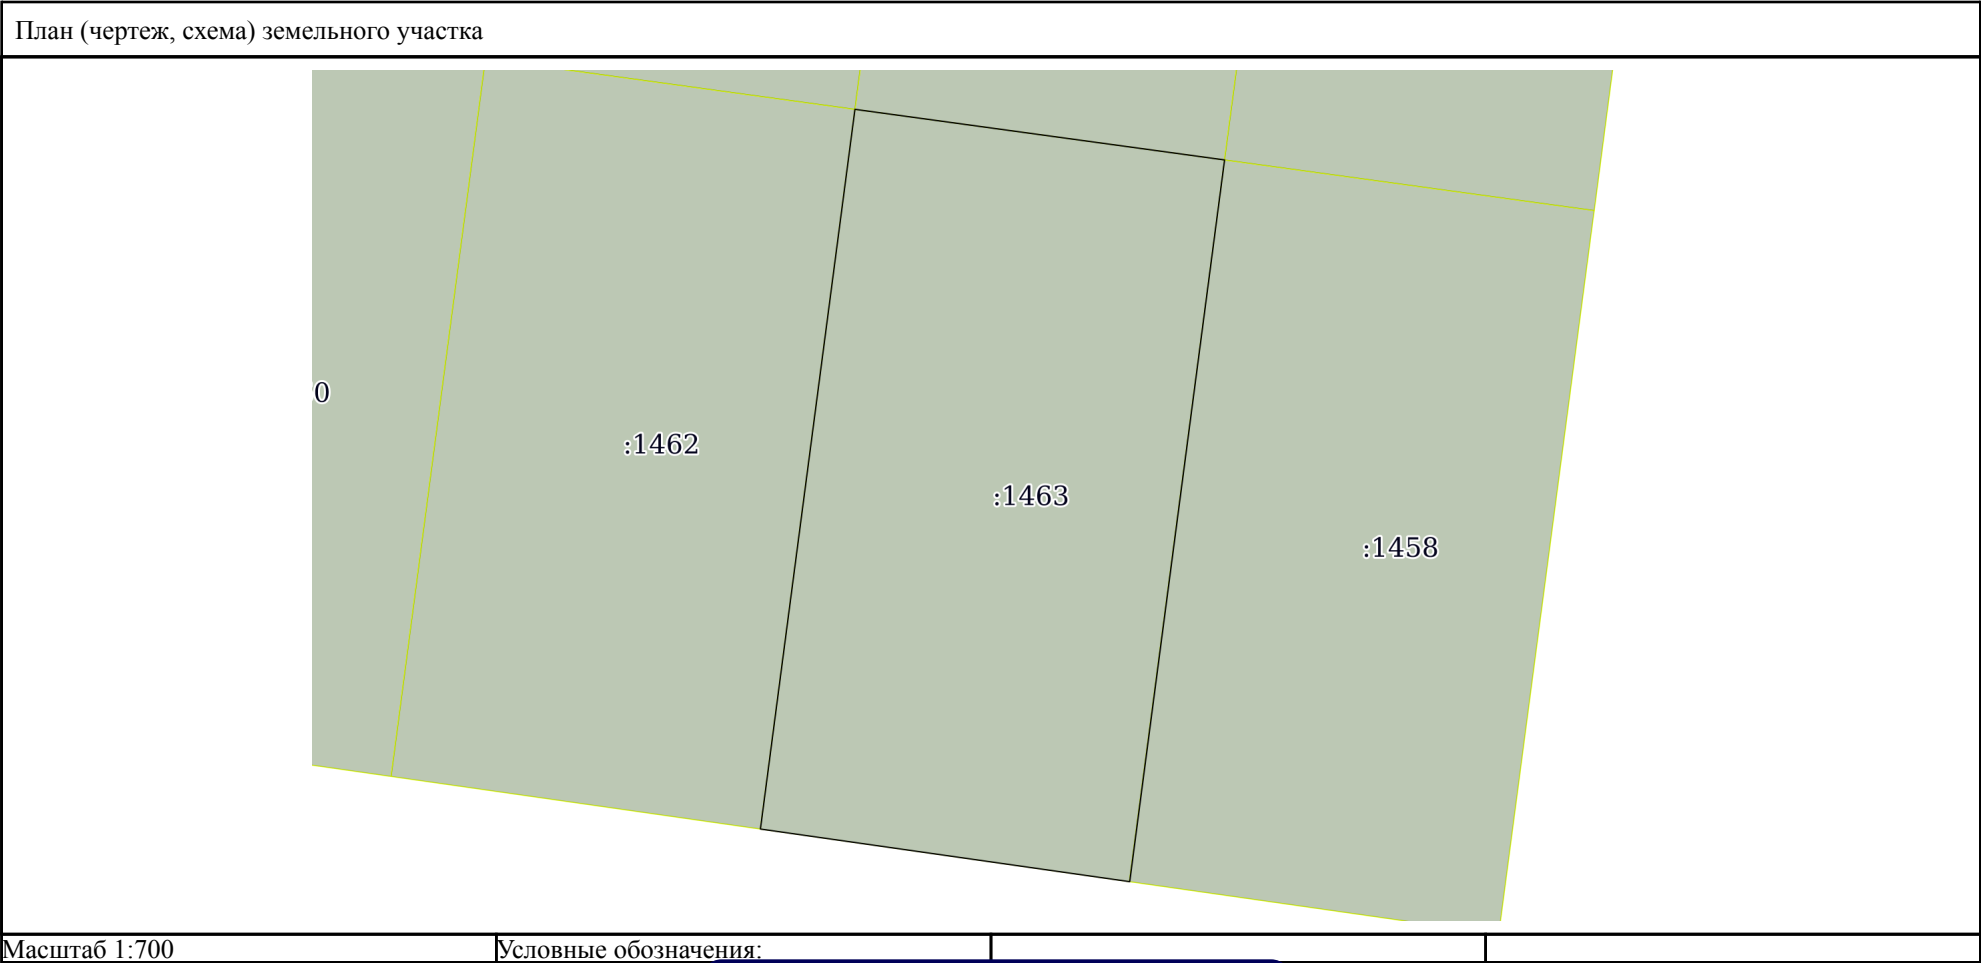 План (чертеж, схема) земельного участка
0
:1462
:1463
:1458
Масштаб 1:700
Условные обозначения: